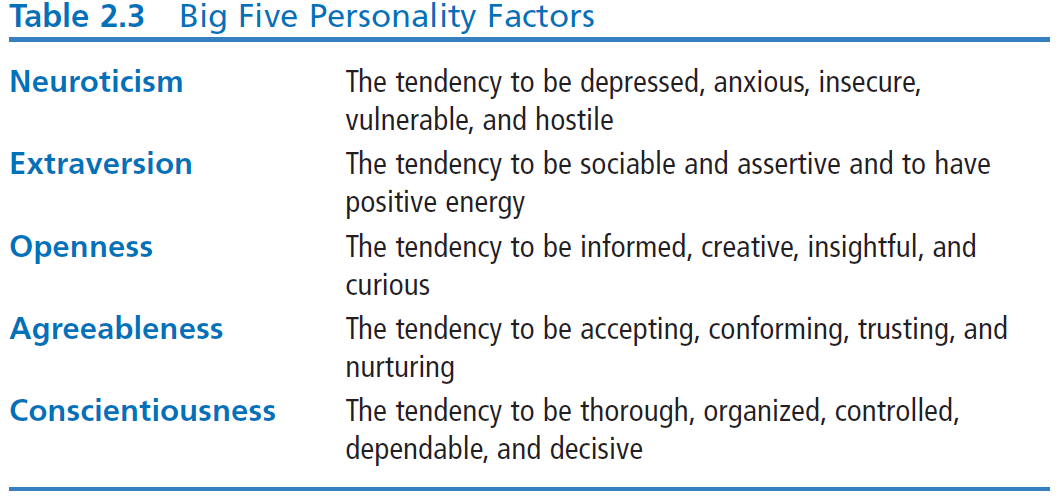 Table 2.3 Big Five Personality Factors
Neuroticism The tendency to be depressed, anxious, insecure,
vulnerable, and hostile
Extraversion The tendency to be sociable and assertive and to have
positive energy
Openness The tendency to be informed, creative, insightful, and
curious
Agreeableness The tendency to be accepting, conforming, trusting, and
nurturing
Conscientiousness The tendency to be thorough, organized, controlled,
dependable, and decisive